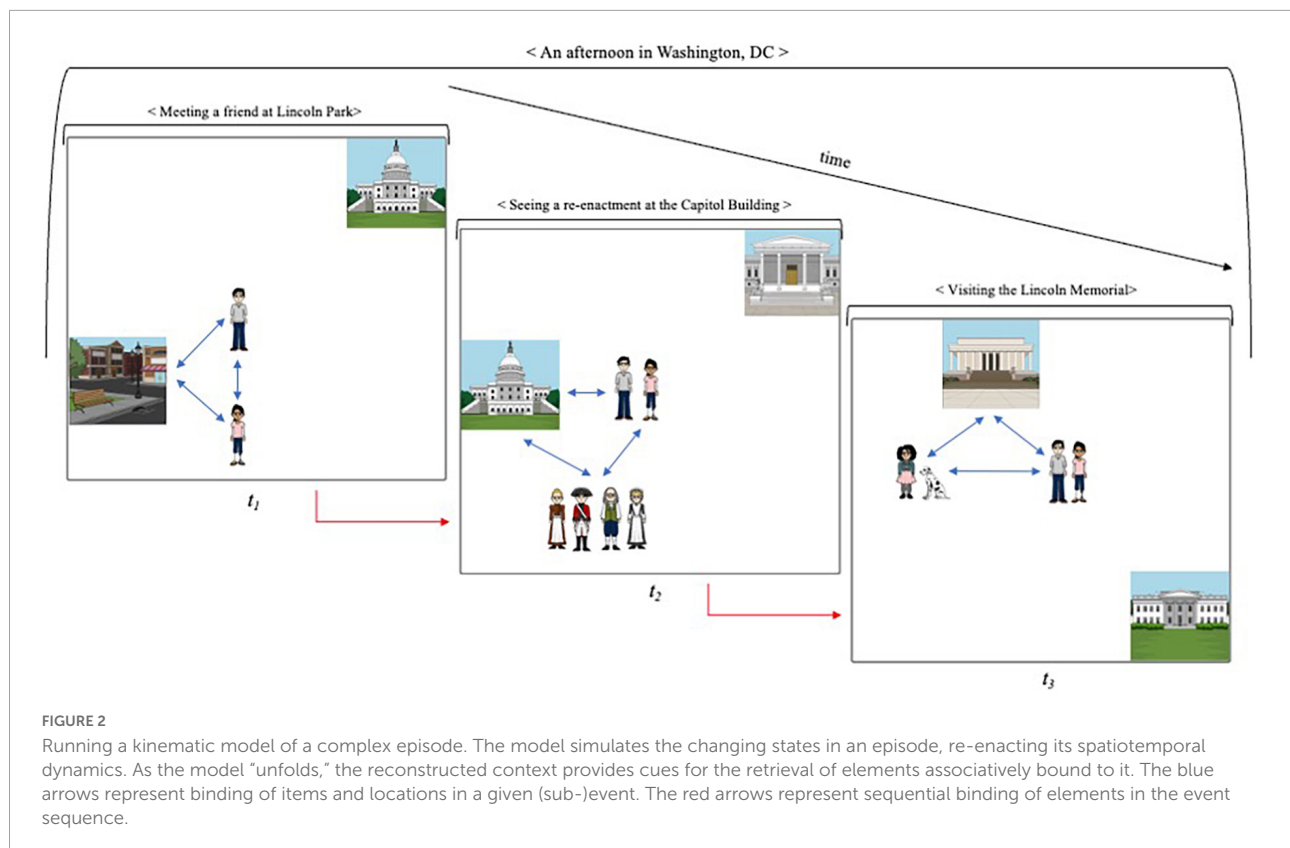 < An afternoon in Washington, DC >
< Meeting a friend at Lincoln Park>
time
< Seeing a re-enactment at the Capitol Building >
< Visiting the Lincoln Memorial>
t1
t2
t3
FIGURE 2
Running a kinematic model of a complex episode. The model simulates the changing states in an episode, re-enacting its spatiotemporal
dynamics. As the model "unfolds," the reconstructed context provides cues for the retrieval of elements associatively bound to it. The blue
arrows represent binding of items and locations in a given (sub-)event. The red arrows represent sequential binding of elements in the event
sequence.